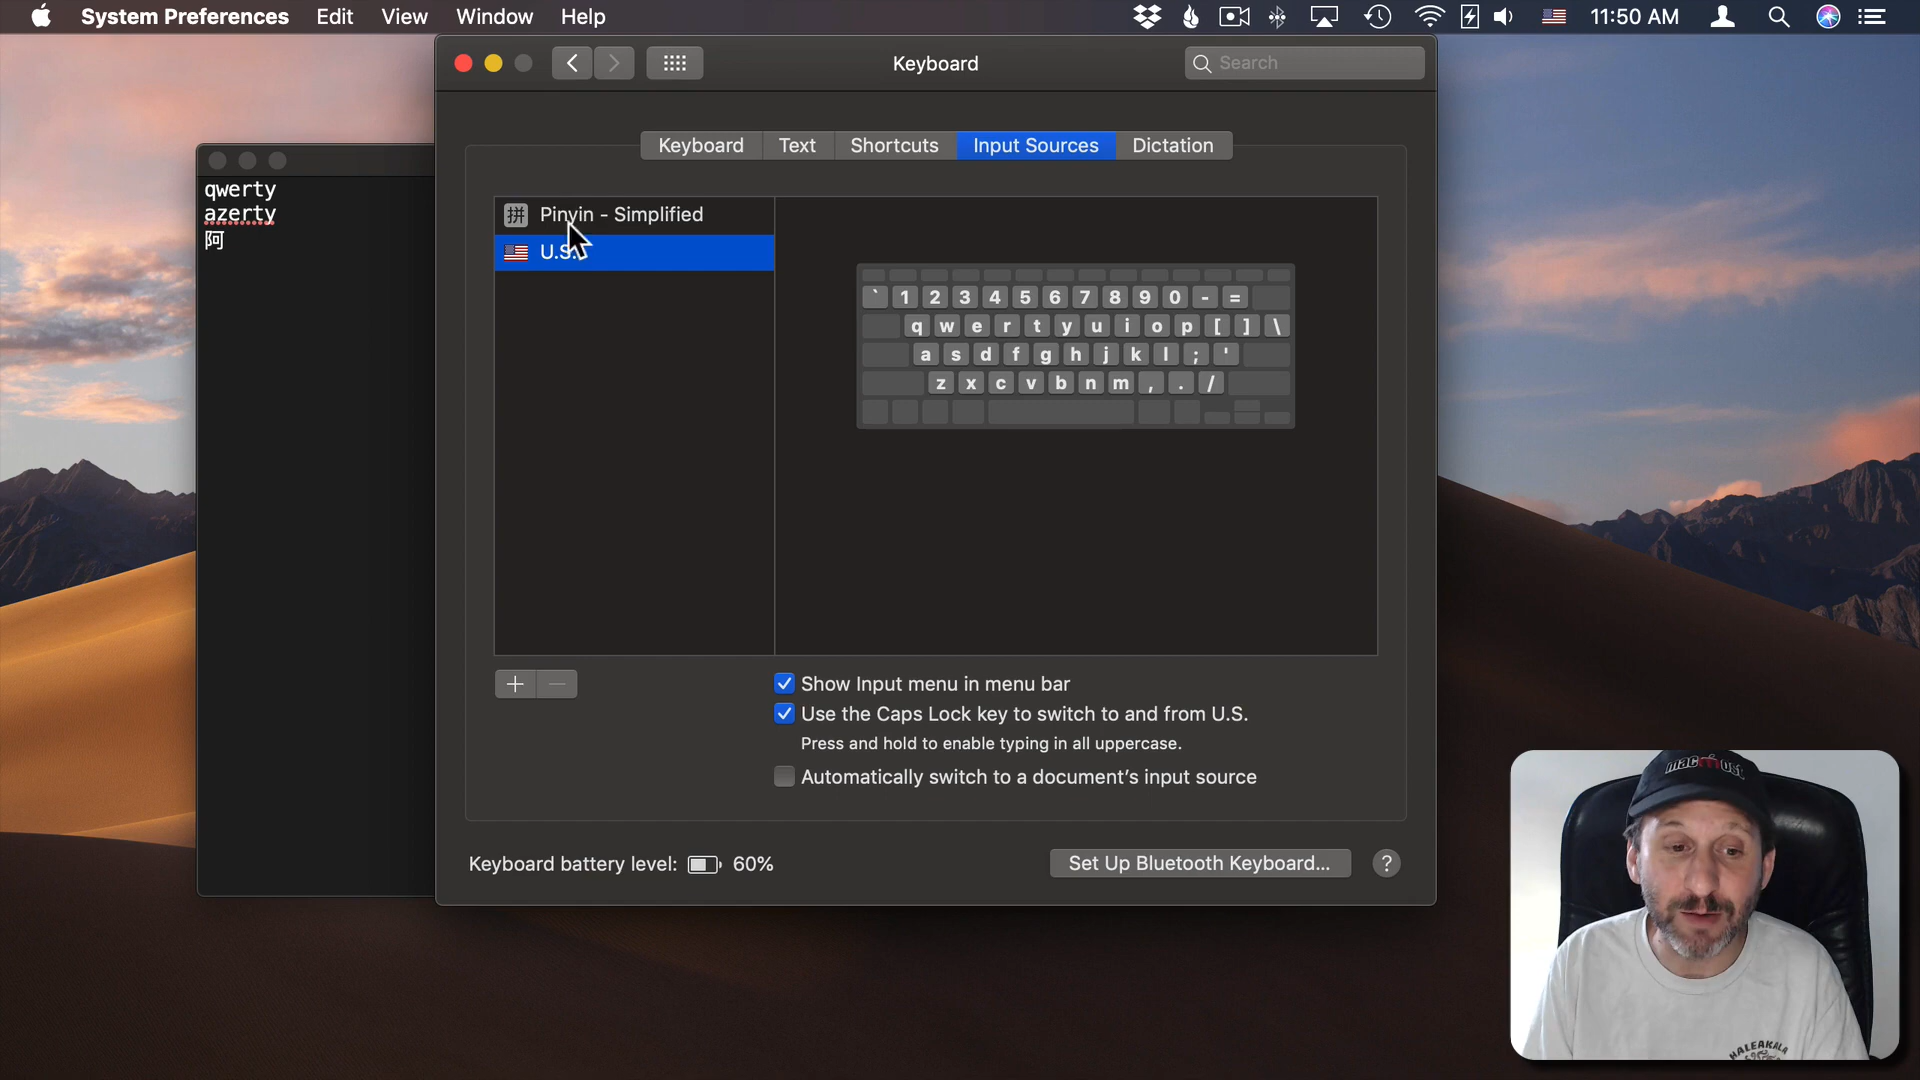 System Preferences Edit View Window Help 11:50 AM
Keyboard
Search
Keyboard Text Shortcuts Input Sources Dictation
qwerty
azerty
阿
拼 Pinyin - Simplified
U.S.
` 1 2 3 4 5 6 7 8 9 0 - =
q w e r t y u i o p [ ] \
a s d f g h j k l ; '
z x c v b n m , . /
+ −
Show Input menu in menu bar
Use the Caps Lock key to switch to and from U.S.
Press and hold to enable typing in all uppercase.
Automatically switch to a document's input source
Keyboard battery level: 60%
Set Up Bluetooth Keyboard... ?
macmost
HALEAKALA